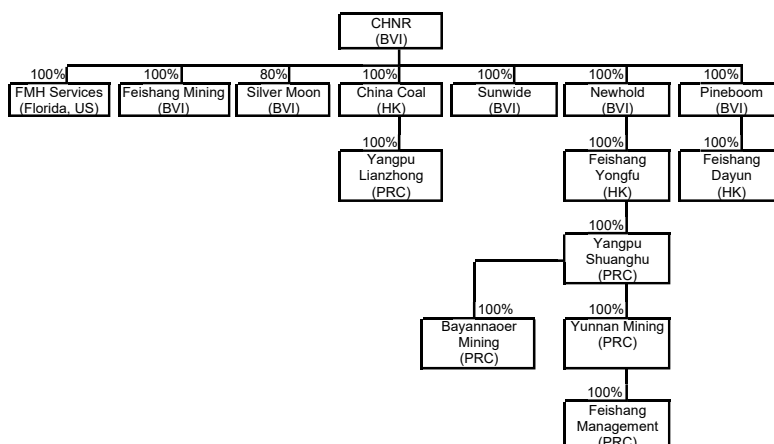 CHNR
(BVI)
100%
100%
80%
100%
100%
100%
100%
FMH Services
(Florida, US)
Feishang Mining
(BVI)
Silver Moon
(BVI)
China Coal
(HK)
Sunwide
(BVI)
Newhold
(BVI)
Pineboom
(BVI)
100%
100%
100%
Yangpu
Lianzhong
(PRC)
Feishang
Yongfu
(HK)
Feishang
Dayun
(HK)
100%
Yangpu
Shuanghu
(PRC)
100%
100%
Bayannaoer
Mining
(PRC)
Yunnan Mining
(PRC)
100%
Feishang
Management
(PRC)